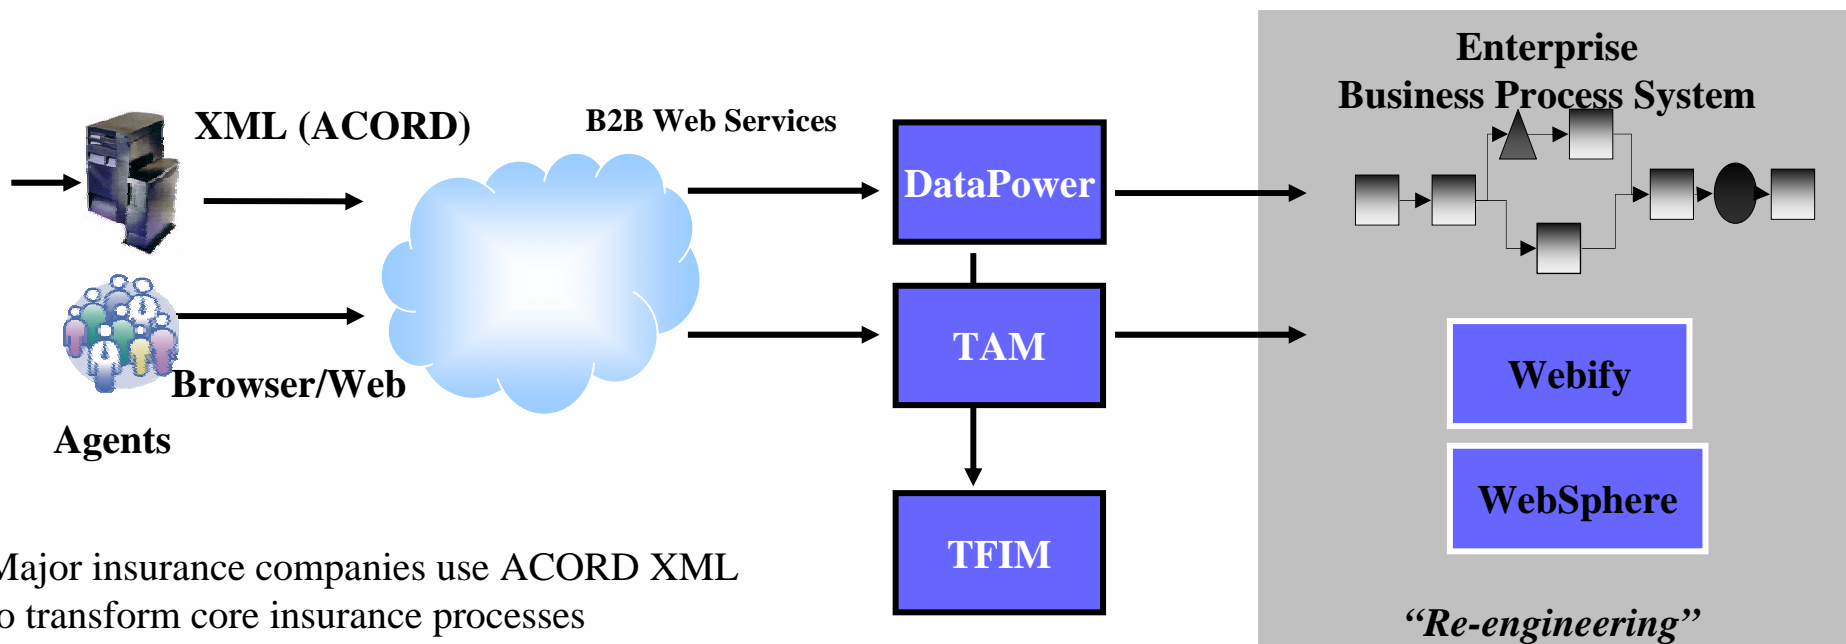 Enterprise
Business Process System
XML (ACORD)
B2B Web Services
DataPower
TAM
Browser/Web
Agents
Webify
WebSphere
TFIM
Major insurance companies use ACORD XML
o transform core insurance processes
“Re-engineering”